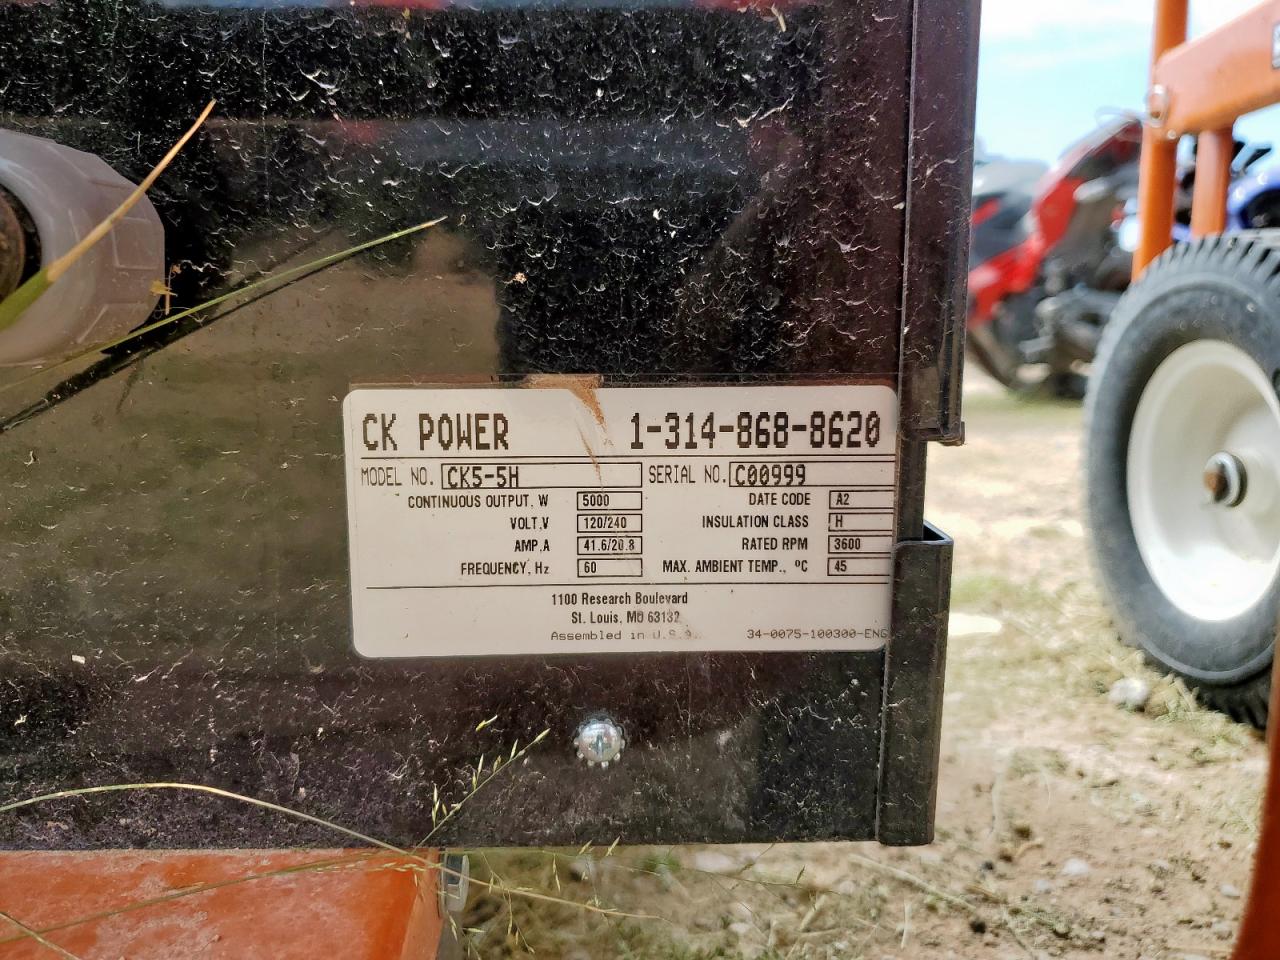 CK POWER 1-314-868-8620
MODEL NO. CK5-5H SERIAL NO. C00999
CONTINUOUS OUTPUT, W 5000 DATE CODE A2
VOLT,V 120/240 INSULATION CLASS H
AMP,A 41.6/20.8 RATED RPM 3600
FREQUENCY, Hz 60 MAX. AMBIENT TEMP., ºC 45
1100 Research Boulevard
St. Louis, MO 63132
Assembled in U.S.A. 34-0075-100300-ENG